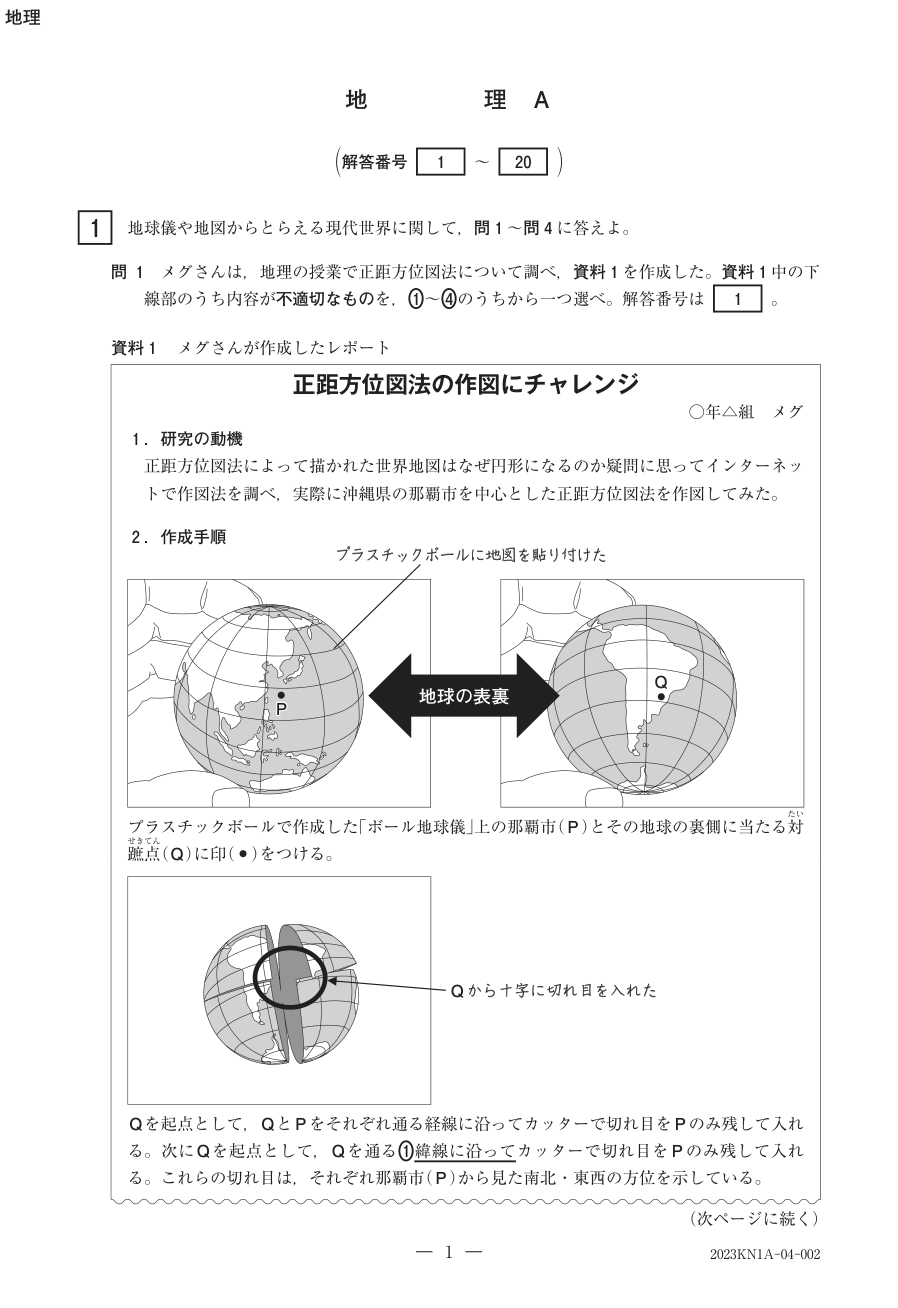 地理
地 理 A
(解答番号 1 ～ 20 )
1 地球儀や地図からとらえる現代世界に関して，問1～問4に答えよ。
問1 メグさんは，地理の授業で正距方位図法について調べ，資料1を作成した。資料1中の下
線部のうち内容が不適切なものを，①～④のうちから一つ選べ。解答番号は 1 。
資料1 メグさんが作成したレポート
正距方位図法の作図にチャレンジ
○年△組 メグ
1．研究の動機
正距方位図法によって描かれた世界地図はなぜ円形になるのか疑問に思ってインターネッ
トで作図法を調べ，実際に沖縄県の那覇市を中心とした正距方位図法を作図してみた。
2．作成手順
プラスチックボールに地図を貼り付けた
P
地球の表裏
Q
プラスチックボールで作成した「ボール地球儀」上の那覇市(P)とその地球の裏側に当たる対
たい
蹠点(Q)に印(●)をつける。
せきてん
Qから十字に切れ目を入れた
Qを起点として，QとPをそれぞれ通る経線に沿ってカッターで切れ目をPのみ残して入れ
る。次にQを起点として，Qを通る①緯線に沿ってカッターで切れ目をPのみ残して入れ
る。これらの切れ目は，それぞれ那覇市(P)から見た南北・東西の方位を示している。
(次ページに続く)
— 1 —
2023KN1A-04-002